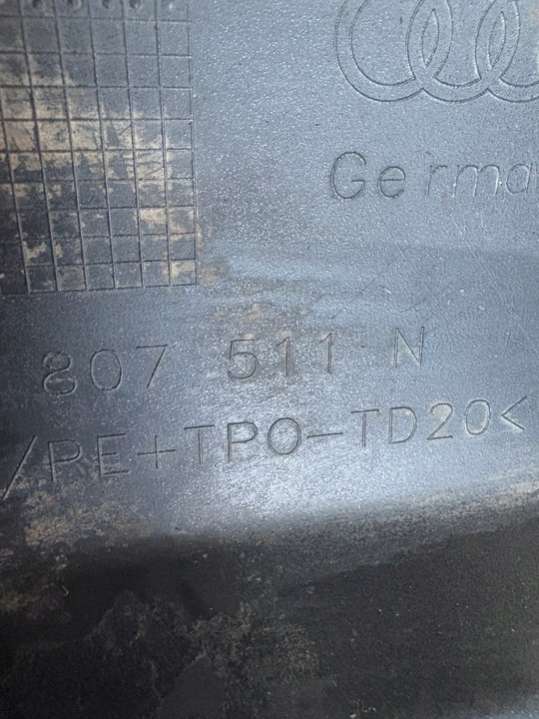 Germa
807 511 N
/PE+TPO-TD20<